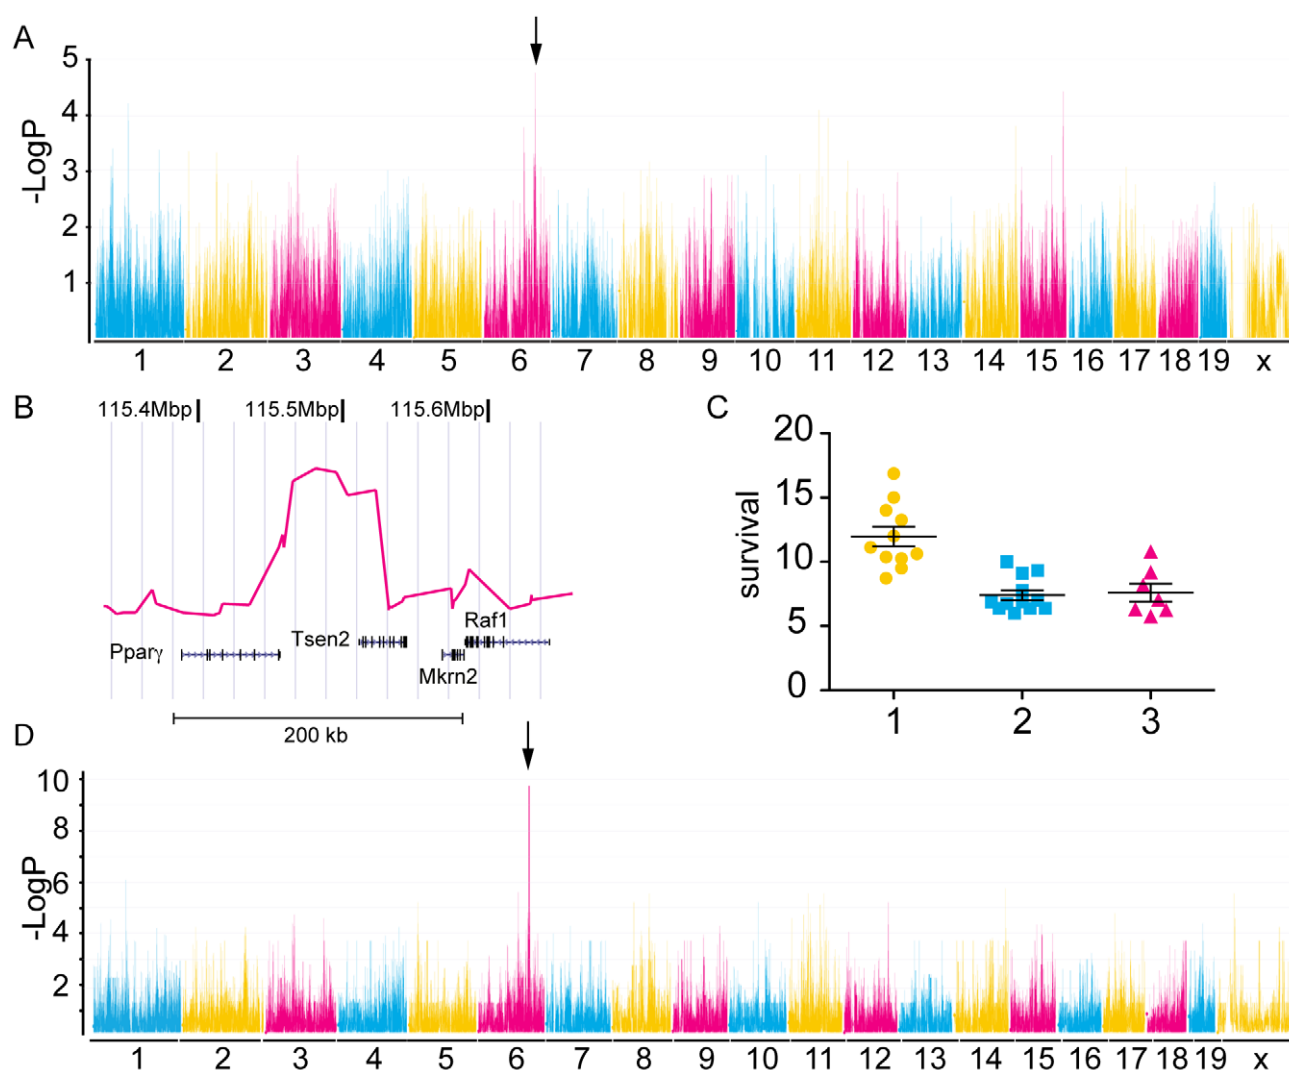 A
5
4
3
2
1
-LogP
1 2 3 4 5 6 7 8 9 10 11 12 13 14 15 16 17 18 19 x
B
115.4Mbp 115.5Mbp 115.6Mbp
Pparγ
Tsen2
Raf1
Mkrn2
200 kb
C
20
15
10
5
0
survival
1 2 3
D
10
8
6
4
2
-LogP
1 2 3 4 5 6 7 8 9 10 11 12 13 14 15 16 17 18 19 x